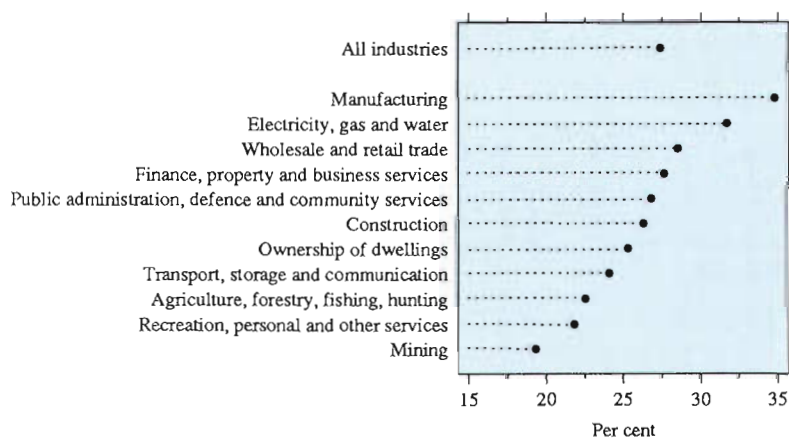 All industries
Manufacturing
Electricity, gas and water
Wholesale and retail trade
Finance, property and business services
Public administration, defence and community services
Construction
Ownership of dwellings
Transport, storage and communication
Agriculture, forestry, fishing, hunting
Recreation, personal and other services
Mining
15 20 25 30 35
Per cent